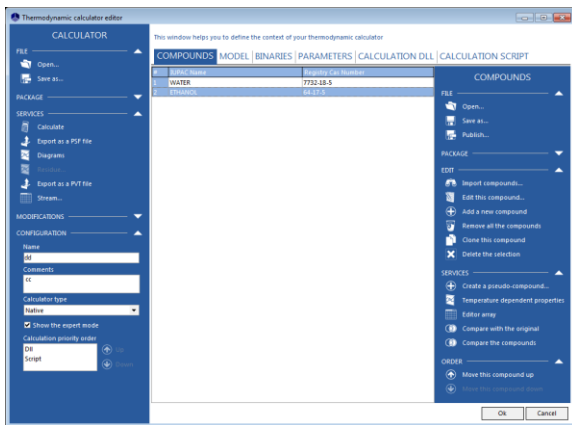 Thermodynamic calculator editor
CALCULATOR
FILE
Open...
Save as...
PACKAGE
SERVICES
Calculate
Export as a PSF file
Diagrams
Export as a PVT file
Stream...
MODIFICATIONS
CONFIGURATION
Name
dd
Comments
cc
Calculator type
Native
Show the expert mode
Calculation priority order
Dll
Script
Up
Down
This window helps you to define the context of your thermodynamic calculator
COMPOUNDS MODEL BINARIES PARAMETERS CALCULATION DLL CALCULATION SCRIPT
# IUPAC Name Registry Cas Number
1 WATER 7732-18-5
2 ETHANOL 64-17-5
COMPOUNDS
FILE
Open...
Save as...
Publish...
PACKAGE
EDIT
Import compounds...
Edit this compound...
Add a new compound
Remove all the compounds
Clone this compound
Delete the selection
SERVICES
Create a pseudo-compound...
Temperature dependent properties
Editor array
Compare with the original
Compare the compounds
ORDER
Move this compound up
Move this compound down
Ok Cancel